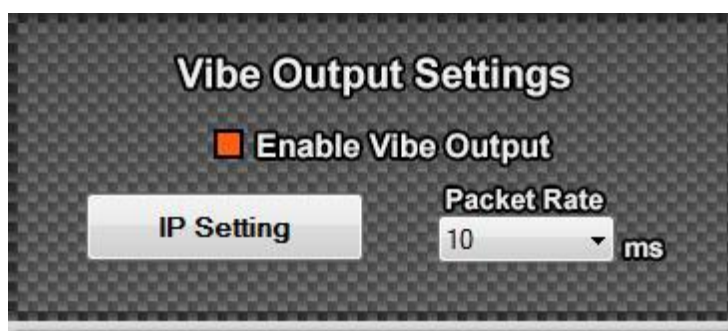 Vibe Output Settings
Enable Vibe Output
IP Setting
Packet Rate
10
ms